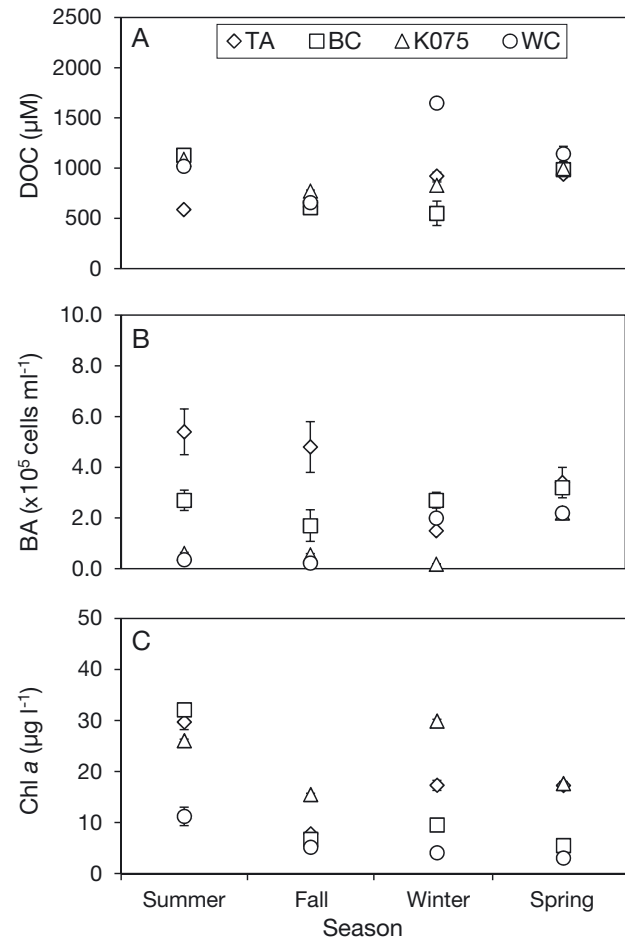 A
TA BC K075 WC
DOC (µM)
2500
2000
1500
1000
500
0
B
BA (x10⁵ cells ml⁻¹)
10.0
8.0
6.0
4.0
2.0
0.0
C
Chl a (µg l⁻¹)
50
40
30
20
10
0
Summer Fall Winter Spring
Season